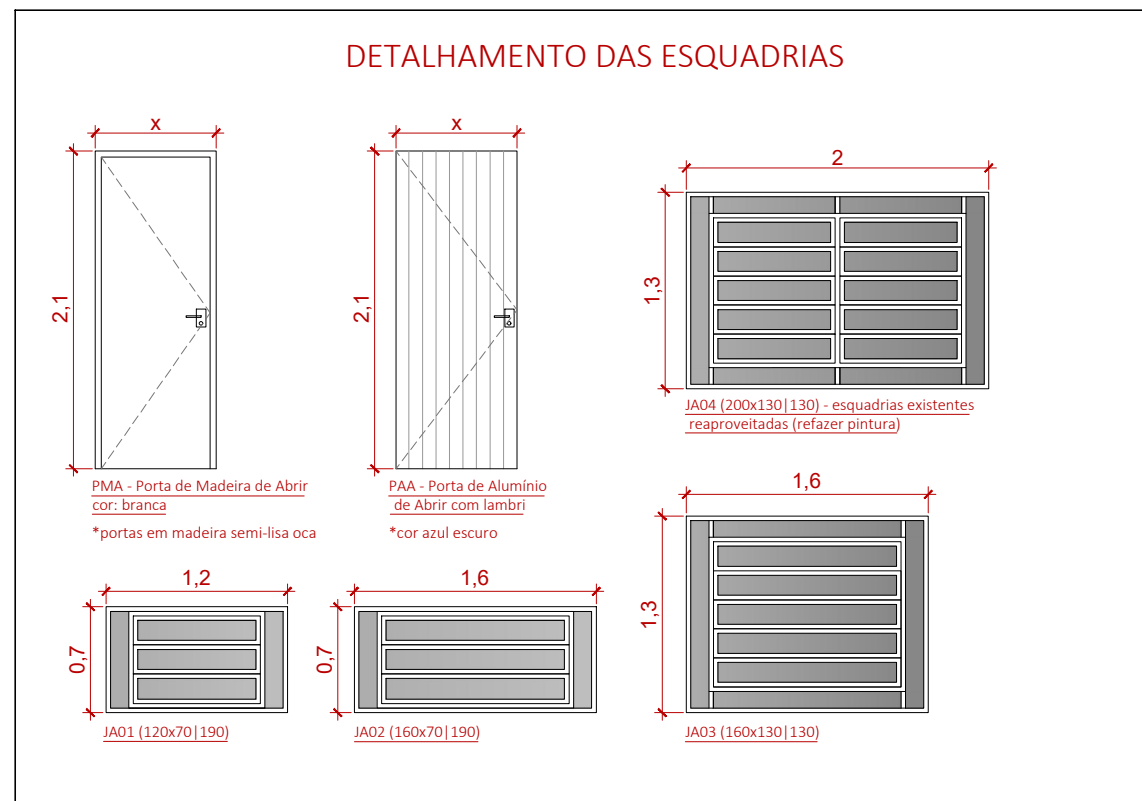 DETALHAMENTO DAS ESQUADRIAS
x
2,1
PMA - Porta de Madeira de Abrir
cor: branca
*portas em madeira semi-lisa oca
x
2,1
PAA - Porta de Alumínio
de Abrir com lambri
*cor azul escuro
2
1,3
JA04 (200x130|130) - esquadrias existentes
reaproveitadas (refazer pintura)
1,2
0,7
JA01 (120x70|190)
1,6
0,7
JA02 (160x70|190)
1,6
1,3
JA03 (160x130|130)